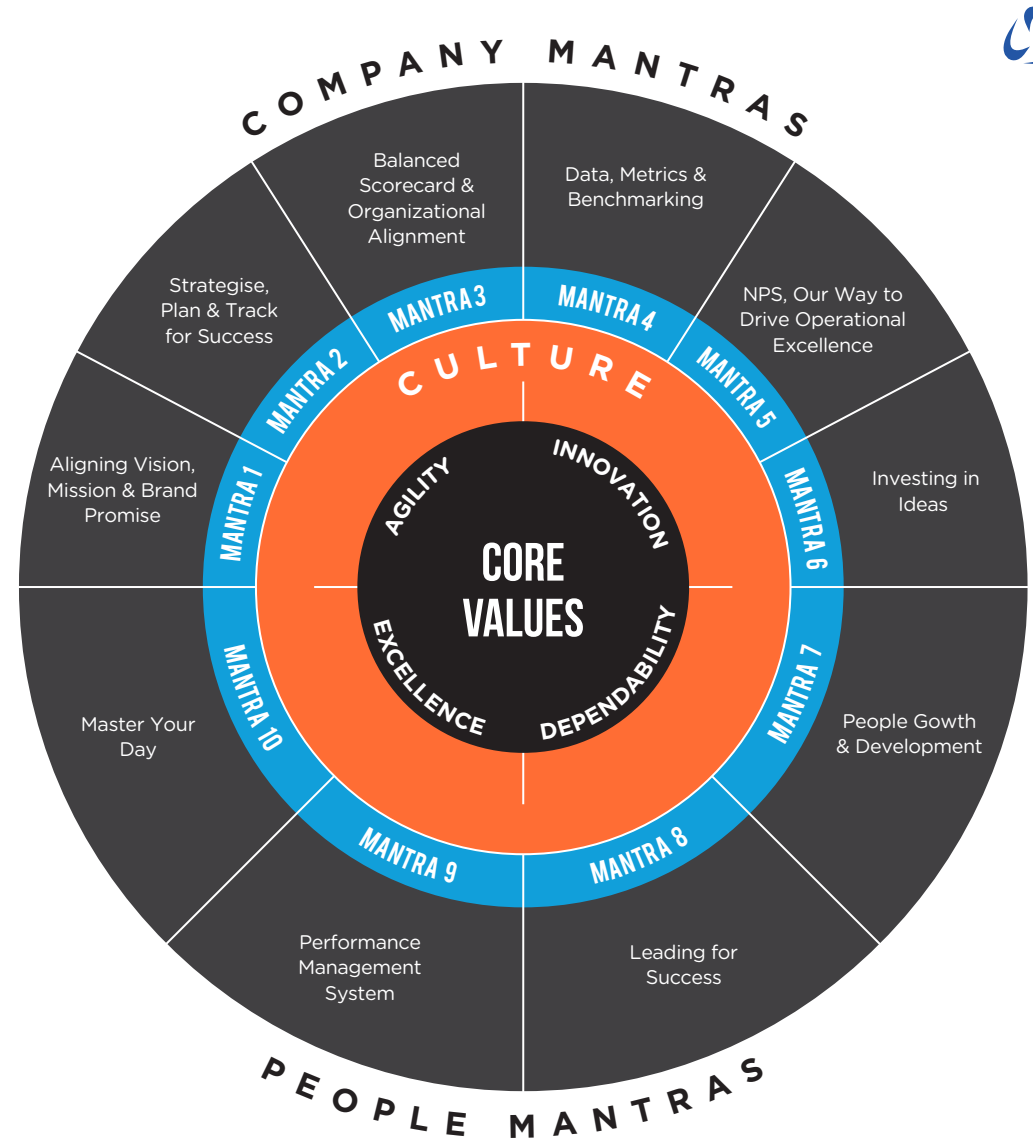 COMPANY MANTRAS
Balanced
Scorecard &
Organizational
Alignment
Data, Metrics &
Benchmarking
Strategise,
Plan & Track
for Success
NPS, Our Way to
Drive Operational
Excellence
Aligning Vision,
Mission & Brand
Promise
Investing in
Ideas
MANTRA 1
MANTRA 2
MANTRA 3
MANTRA 4
MANTRA 5
MANTRA 6
CULTURE
AGILITY
INNOVATION
CORE
VALUES
EXCELLENCE
DEPENDABILITY
MANTRA 7
MANTRA 8
MANTRA 9
MANTRA 10
Master Your
Day
People Gowth
& Development
Performance
Management
System
Leading for
Success
PEOPLE MANTRAS